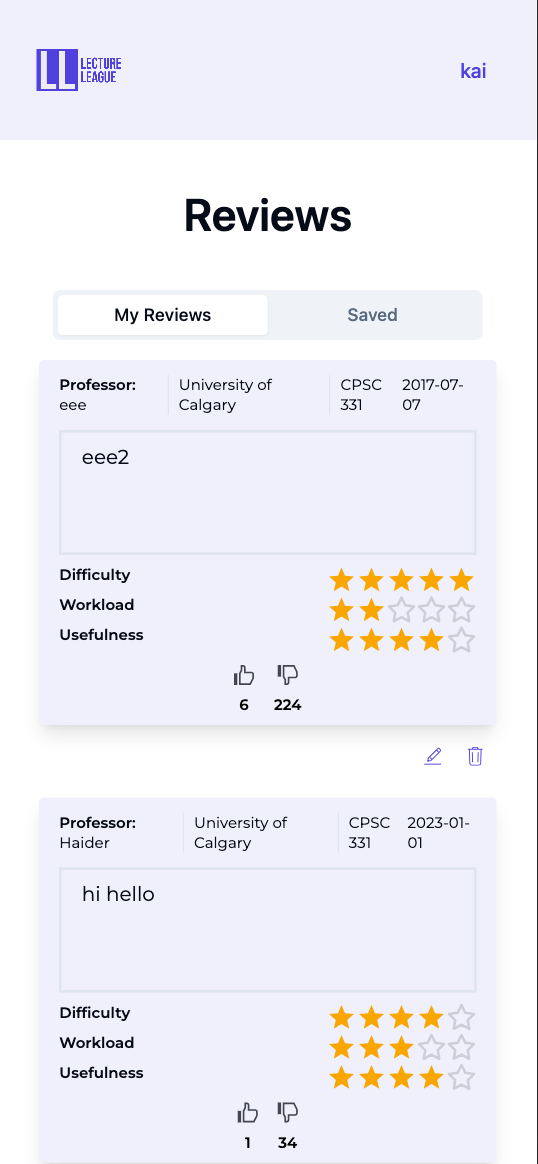 LECTURE
LEAGUE
kai
Reviews
My Reviews Saved
Professor: University of CPSC 2017-07-
eee Calgary 331 07
eee2
Difficulty
Workload
Usefulness
6 224
Professor: University of CPSC 2023-01-
Haider Calgary 331 01
hi hello
Difficulty
Workload
Usefulness
1 34